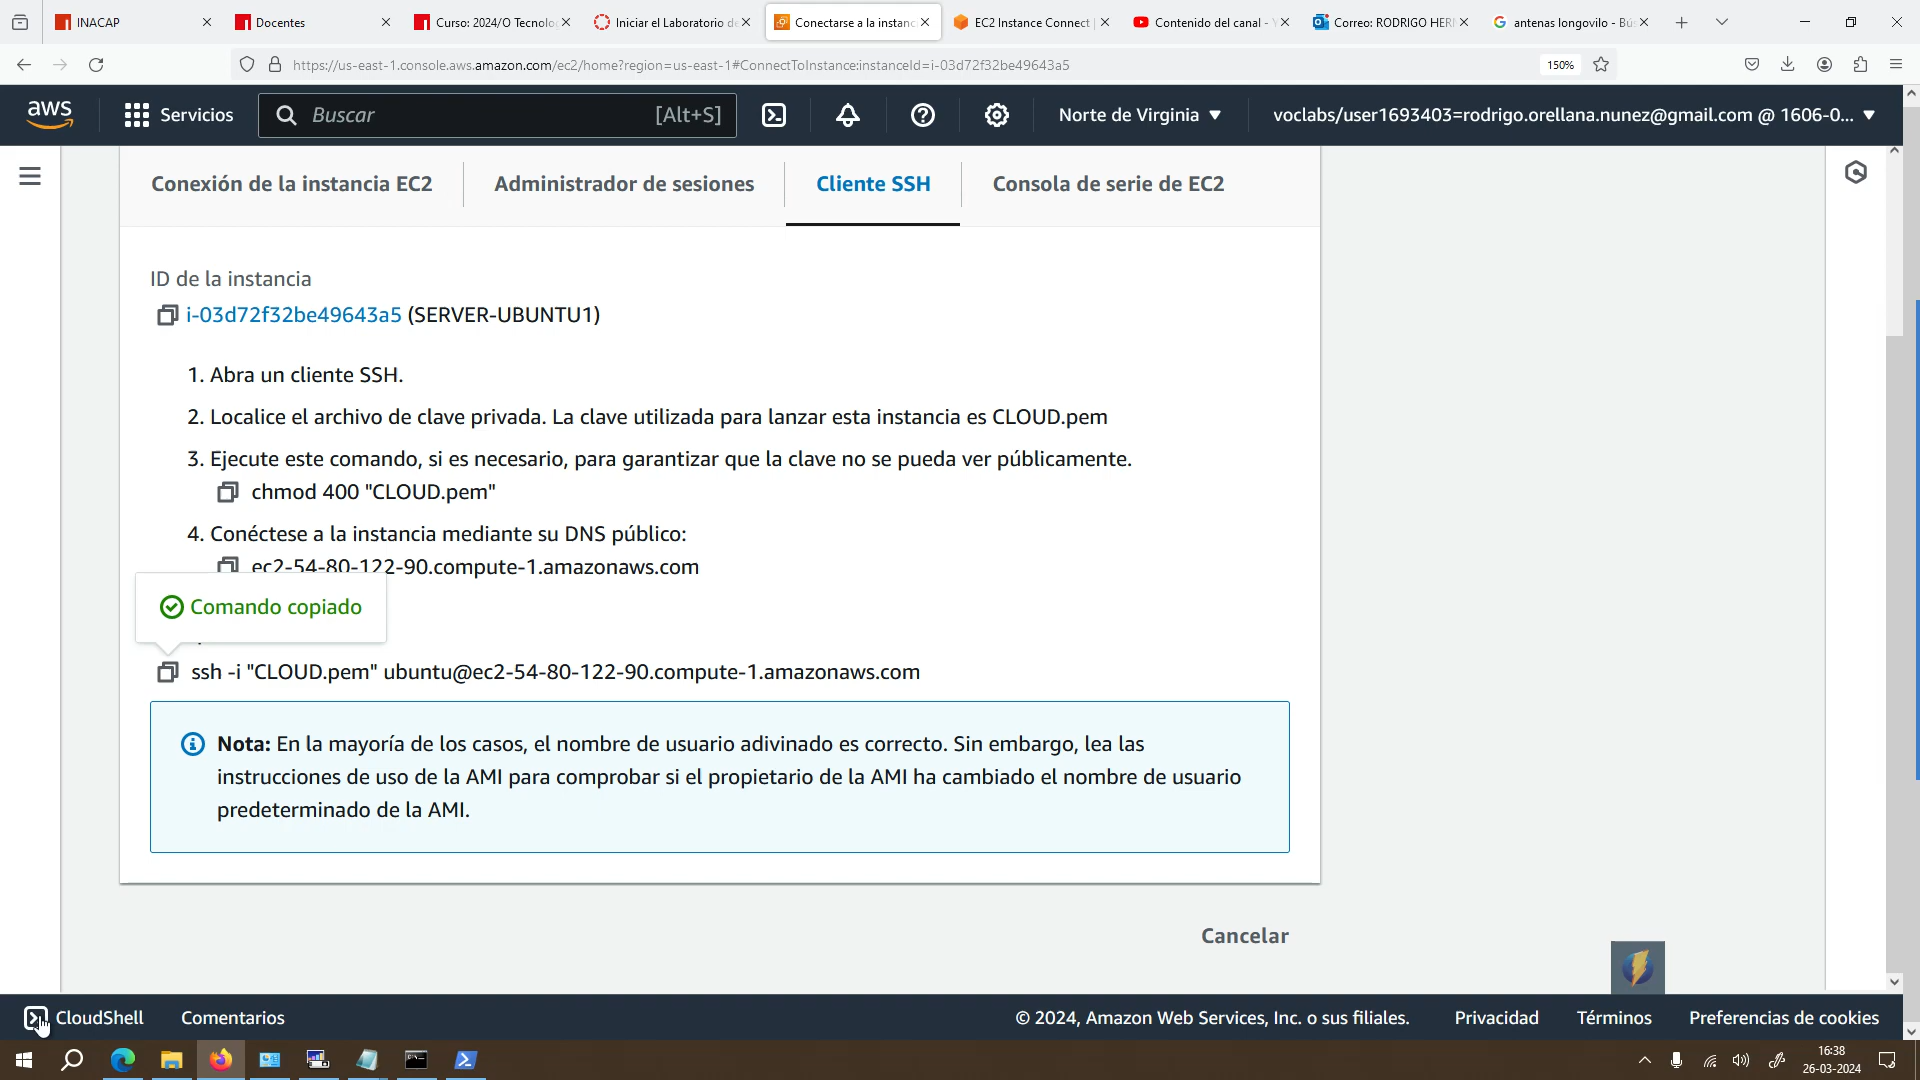 INACAP
Docentes
Curso: 2024/O Tecnolo
Iniciar el Laboratorio d
Conectarse a la instanc
EC2 Instance Connect
Contenido del canal - Y
Correo: RODRIGO HER
antenas longovilo - Bú
https://us-east-1.console.aws.amazon.com/ec2/home?region=us-east-1#ConnectToInstance:instanceId=i-03d72f32be49643a5
150%
aws
Servicios
Buscar
[Alt+S]
Norte de Virginia
voclabs/user1693403=rodrigo.orellana.nunez@gmail.com @ 1606-0...
Conexión de la instancia EC2
Administrador de sesiones
Cliente SSH
Consola de serie de EC2
ID de la instancia
i-03d72f32be49643a5 (SERVER-UBUNTU1)
1. Abra un cliente SSH.
2. Localice el archivo de clave privada. La clave utilizada para lanzar esta instancia es CLOUD.pem
3. Ejecute este comando, si es necesario, para garantizar que la clave no se pueda ver públicamente.
chmod 400 "CLOUD.pem"
4. Conéctese a la instancia mediante su DNS público:
ec2-54-80-122-90.compute-1.amazonaws.com
Comando copiado
ssh -i "CLOUD.pem" ubuntu@ec2-54-80-122-90.compute-1.amazonaws.com
Nota: En la mayoría de los casos, el nombre de usuario adivinado es correcto. Sin embargo, lea las
instrucciones de uso de la AMI para comprobar si el propietario de la AMI ha cambiado el nombre de usuario
predeterminado de la AMI.
Cancelar
CloudShell
Comentarios
© 2024, Amazon Web Services, Inc. o sus filiales.
Privacidad
Términos
Preferencias de cookies
16:38
26-03-2024